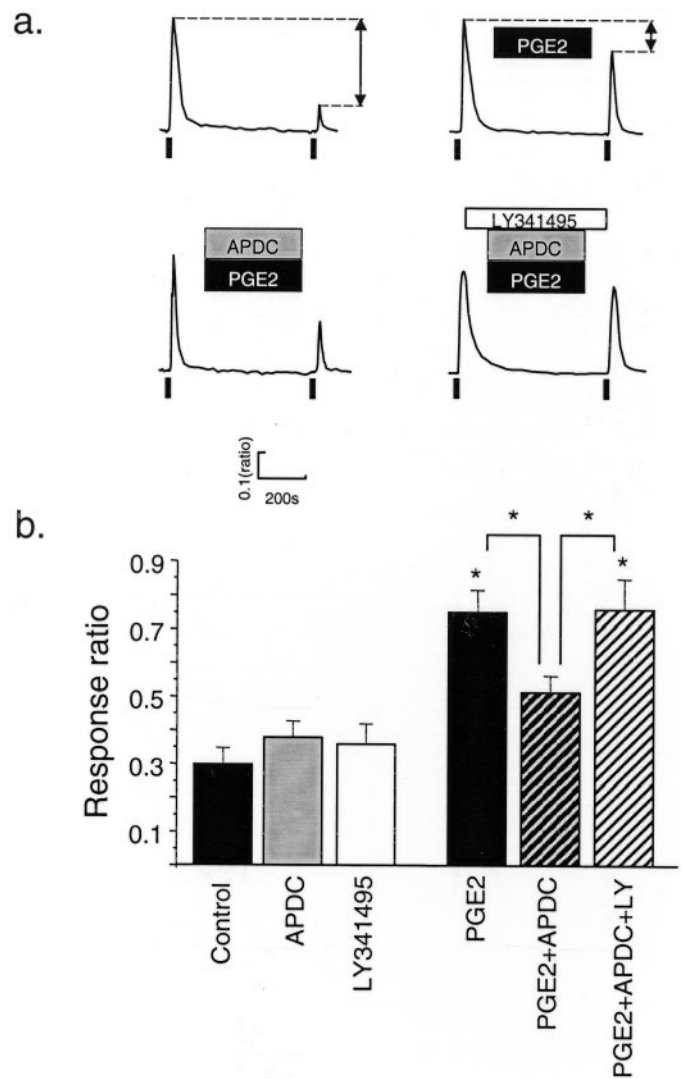 a.
PGE2
LY341495
APDC
APDC
PGE2
PGE2
0.1(ratio)
200s
b.
*
*
*
*
Response ratio
0.9
0.7
0.5
0.3
0.1
Control
APDC
LY341495
PGE2
PGE2+APDC
PGE2+APDC+LY